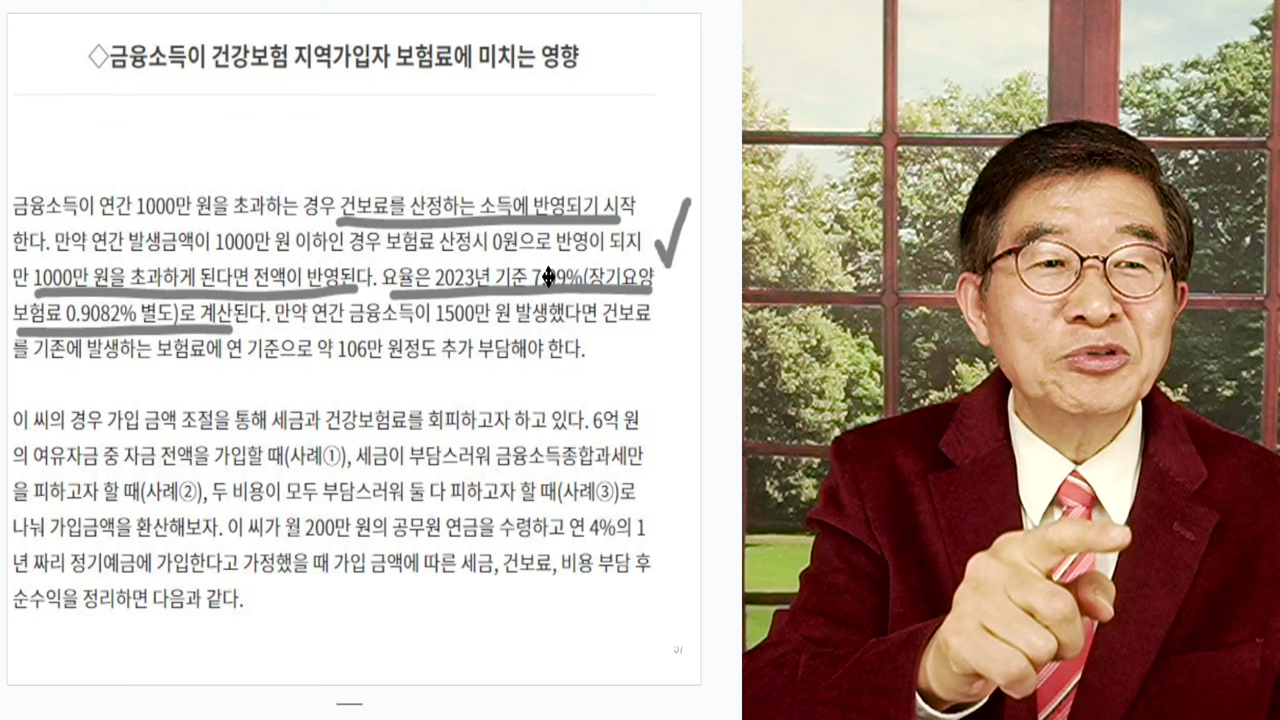 ◇금융소득이 건강보험 지역가입자 보험료에 미치는 영향
금융소득이 연간 1000만 원을 초과하는 경우 건보료를 산정하는 소득에 반영되기 시작
한다. 만약 연간 발생금액이 1000만 원 이하인 경우 보험료 산정시 0원으로 반영이 되지
만 1000만 원을 초과하게 된다면 전액이 반영된다. 요율은 2023년 기준 (장기요양
보험료 0.9082% 별도)로 계산된다. 만약 연간 금융소득이 1500만 원 발생했다면 건보료
를 기존에 발생하는 보험료에 연 기준으로 약 106만 원정도 추가 부담해야 한다.
이 씨의 경우 가입 금액 조절을 통해 세금과 건강보험료를 회피하고자 하고 있다. 6억 원
의 여유자금 중 자금 전액을 가입할 때(사례①), 세금이 부담스러워 금융소득종합과세만
을 피하고자 할 때(사례②), 두 비용이 모두 부담스러워 둘 다 피하고자 할 때(사례③)로
나눠 가입금액을 환산해보자. 이 씨가 월 200만 원의 공무원 연금을 수령하고 연 4%의 1
년 짜리 정기예금에 가입한다고 가정했을 때 가입 금액에 따른 세금, 건보료, 비용 부담 후
순수익을 정리하면 다음과 같다.